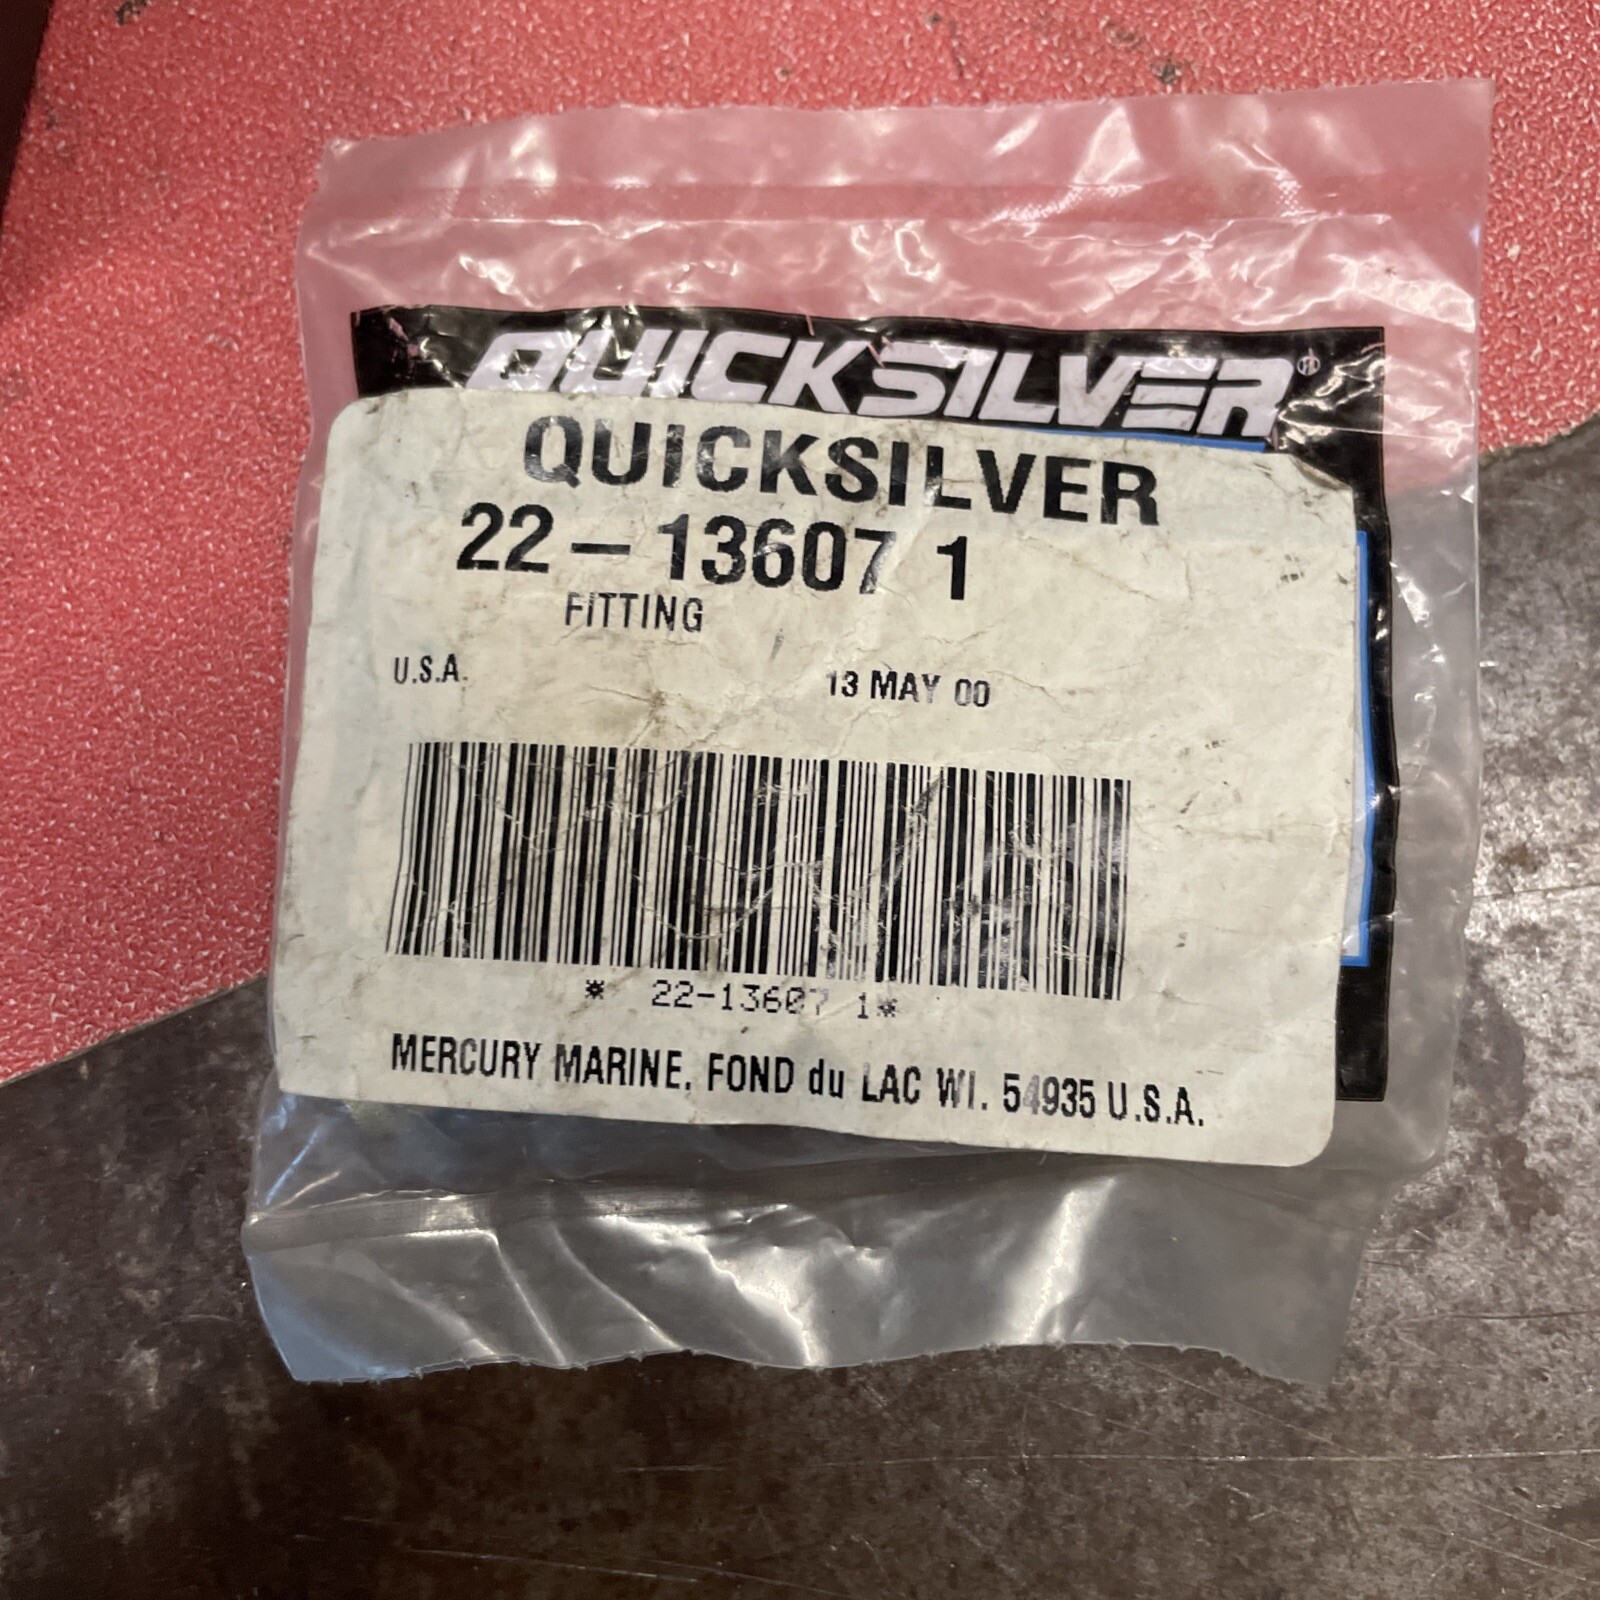 QUICKSILVER®
QUICKSILVER
22-13607 1
FITTING
U.S.A. 13 MAY 00
* 22-13607 1*
MERCURY MARINE, FOND du LAC WI. 54935 U.S.A.